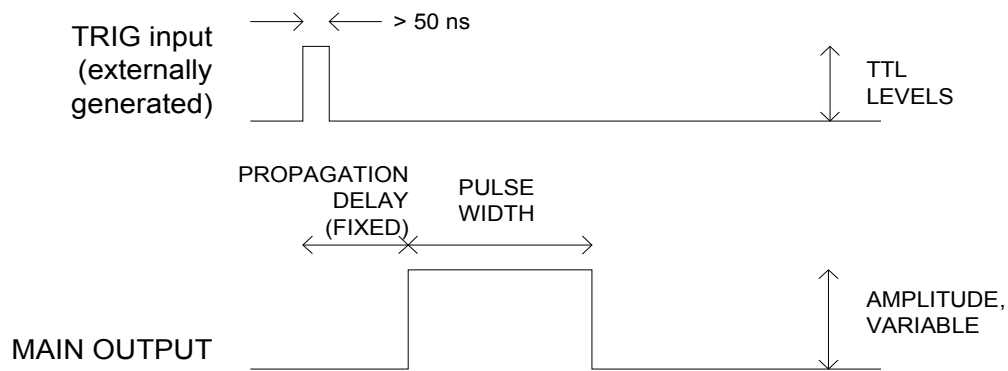 TRIG input
(externally
generated)
> 50 ns
TTL
LEVELS
PROPAGATION
DELAY
(FIXED)
PULSE
WIDTH
MAIN OUTPUT
AMPLITUDE,
VARIABLE